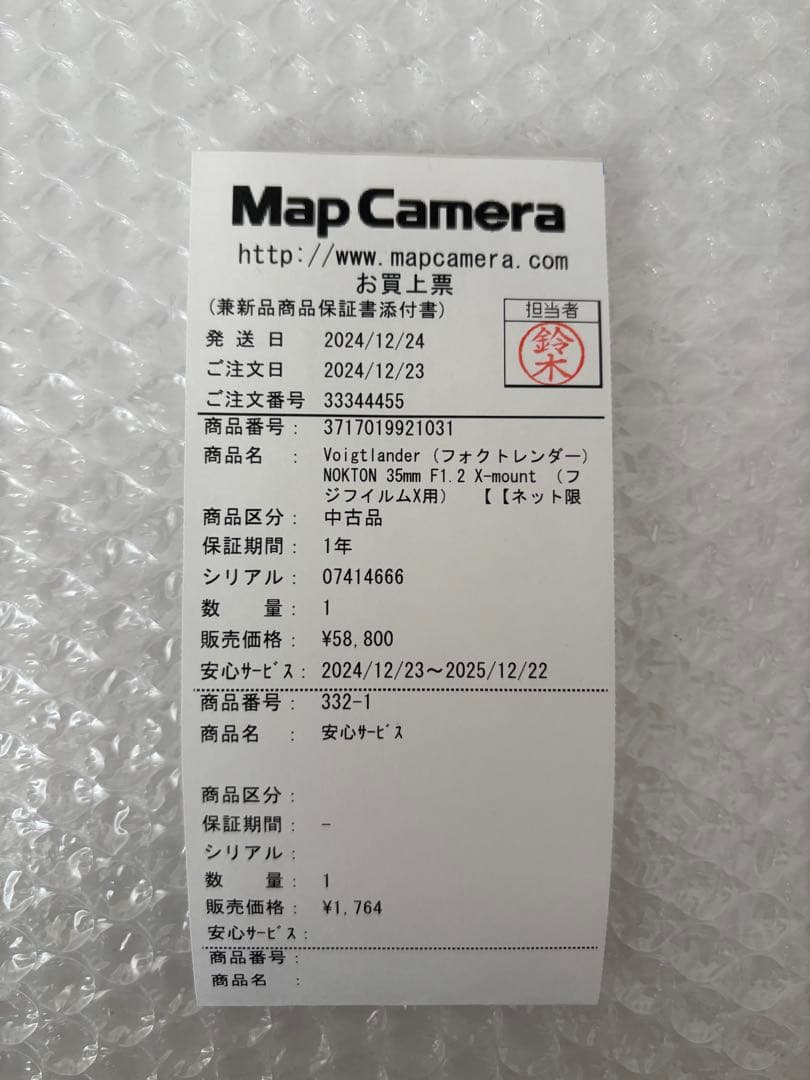 Map Camera
http://www.mapcamera.com
お買上票
(兼新品商品保証書添付書)
担当者
鈴木
発 送 日 2024/12/24
ご注文日 2024/12/23
ご注文番号 33344455
商品番号： 3717019921031
商品名 ： Voigtlander (フォクトレンダー)
NOKTON 35mm F1.2 X-mount （フ
ジフイルムX用） 【【ネット限
商品区分： 中古品
保証期間： 1年
シリアル： 07414666
数 量： 1
販売価格： ¥58,800
安心ｻｰﾋﾞｽ： 2024/12/23～2025/12/22
商品番号： 332-1
商品名 ： 安心ｻｰﾋﾞｽ
商品区分：
保証期間： -
シリアル：
数 量： 1
販売価格： ¥1,764
安心ｻｰﾋﾞｽ：
商品番号：
商品名 ：